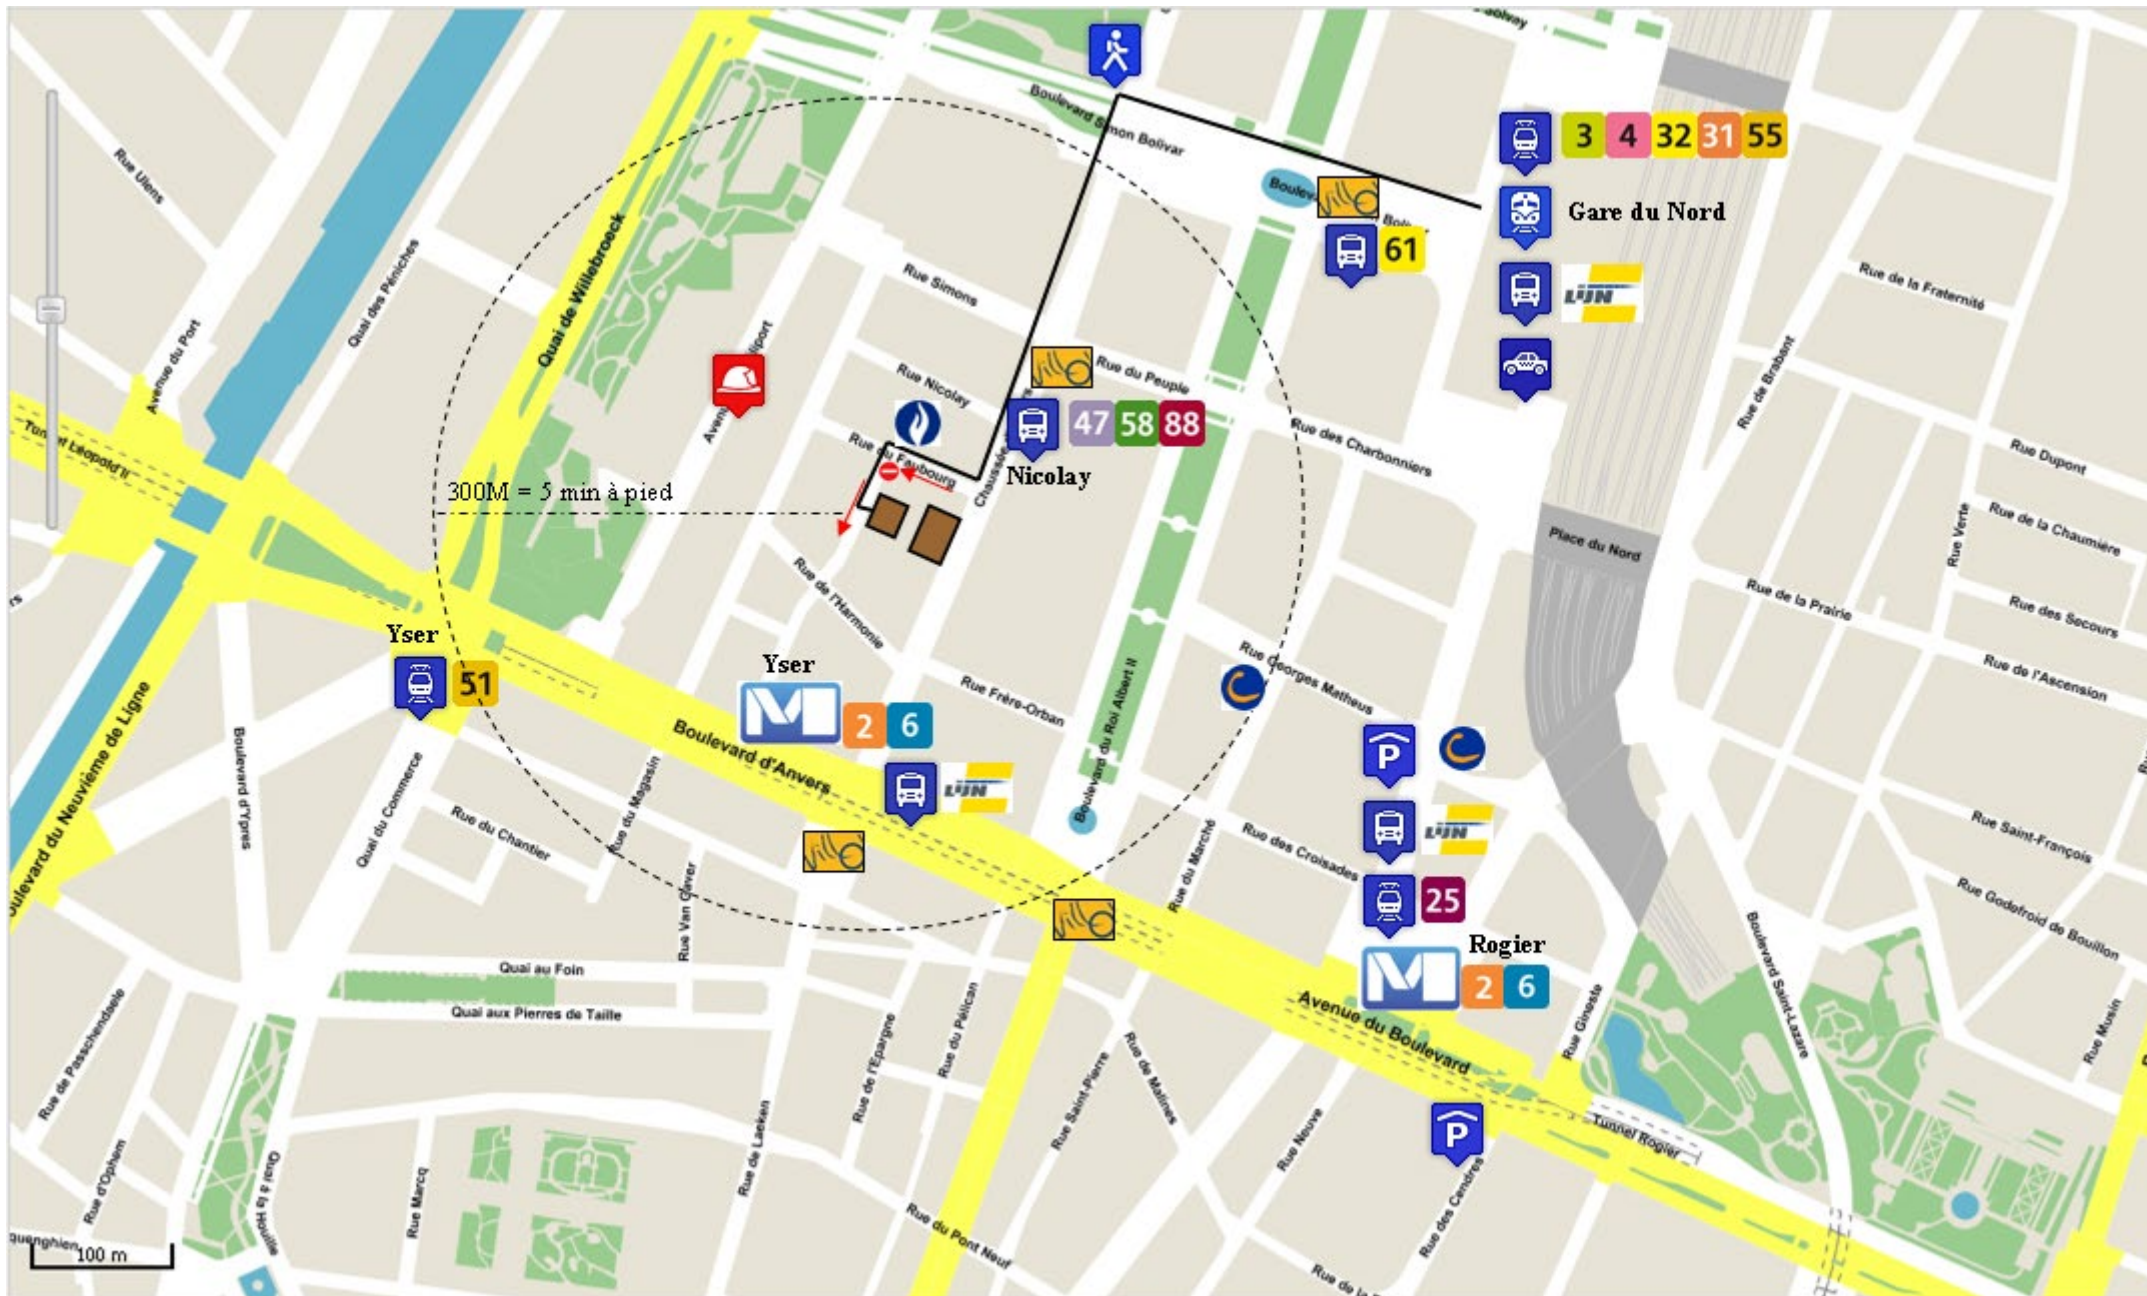 Solvay
Boulevard Simon Bolivar
3 4 32 31 55
Rue Ulens
Gare du Nord
61
Quai de Willebroeck
Quai des Péniches
Rue Simons
LIJN
Rue de la Fraternité
Avenue du Port
Rue de Brabant
Rue Nicolay
Rue du Peuple
47 58 88
Nicolay
Rue du Faubourg
Rue des Charbonniers
Rue Dupont
Tunnel Léopold II
300M = 5 min à pied
Rue de la Chaumière
Rue Verte
Place du Nord
Rue de l'Harmonie
Rue de la Prairie
Rue des Secours
Yser
51
Yser
2 6
Rue Georges Matheus
Rue de l'Ascension
Rue Frère-Orban
Boulevard du Roi Albert II
Boulevard d'Anvers
LIJN
P
Boulevard d'Ypres
Quai du Commerce
Rue du Magasin
Rue du Chantier
LIJN
Rue du Marché
Rue des Croisades
Rue Saint-François
Rue Van Gaver
25
Rogier
2 6
Rue Godefroid de Bouillon
Boulevard Saint-Lazare
Quai au Foin
Quai aux Pierres de Taille
Avenue du Boulevard
Rue Gineste
Rue de Passchendaele
Rue de l'Epargne
Rue du Pélican
Rue Saint-Pierre
Rue de Malines
Rue Musin
P
Tunnel Rogier
Rue Neuve
Rue des Cendres
Rue d'Ophem
Quai à la Houille
Rue Marcq
Rue de Laeken
Rue du Pont Neuf
Rue de la
100 m